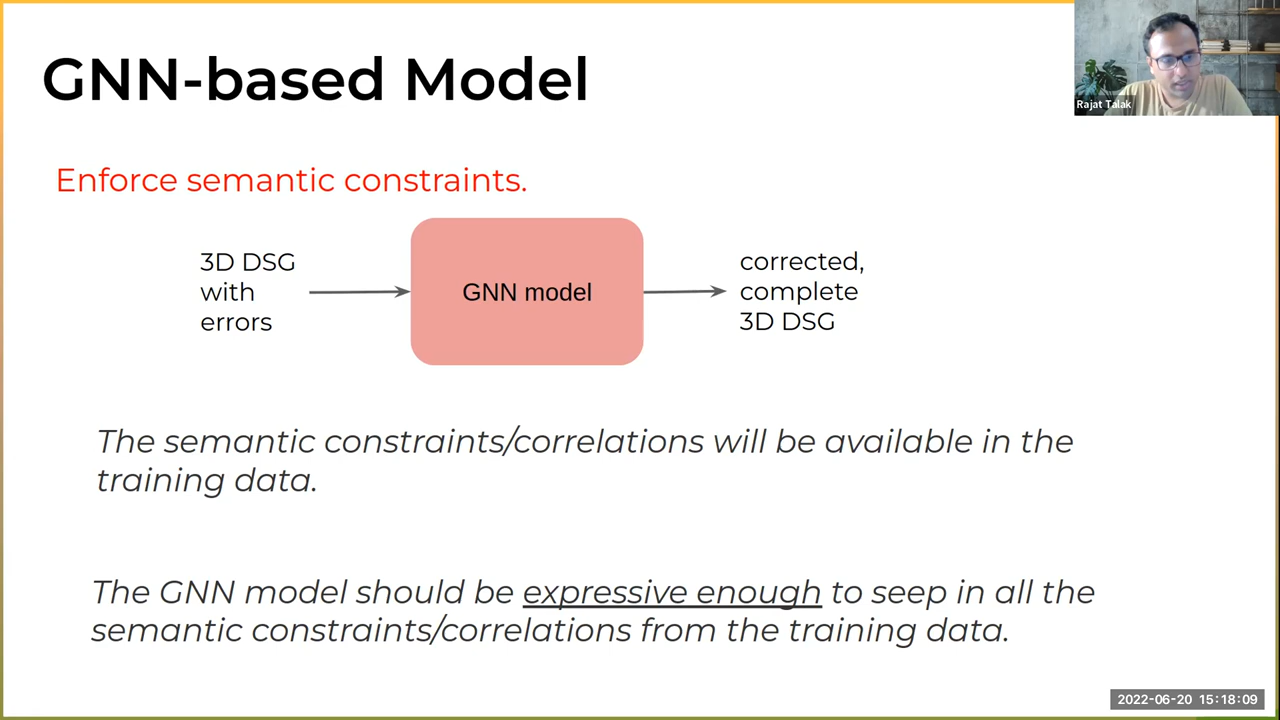 GNN-based Model
Rajat Talak
Enforce semantic constraints.
3D DSG
with
errors
GNN model
corrected,
complete
3D DSG
The semantic constraints/correlations will be available in the
training data.
The GNN model should be expressive enough to seep in all the
semantic constraints/correlations from the training data.
2022-06-20 15:18:09